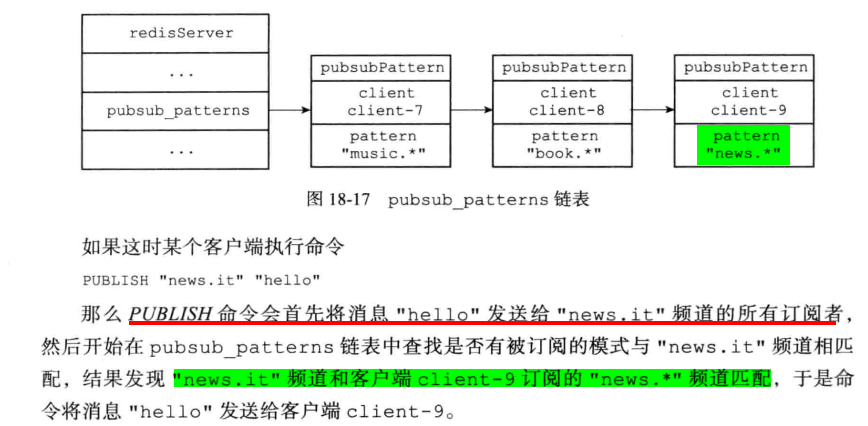 redisServer
...
pubsub_patterns
...
pubsubPattern
client
client-7
pattern
"music.*"
pubsubPattern
client
client-8
pattern
"book.*"
pubsubPattern
client
client-9
pattern
"news.*"
图 18-17 pubsub_patterns 链表
如果这时某个客户端执行命令
PUBLISH "news.it" "hello"
那么 PUBLISH 命令会首先将消息 "hello" 发送给 "news.it" 频道的所有订阅者，
然后开始在 pubsub_patterns 链表中查找是否有被订阅的模式与 "news.it" 频道相匹
配，结果发现 "news.it" 频道和客户端 client-9 订阅的 "news.*" 频道匹配，于是命
令将消息 "hello" 发送给客户端 client-9。